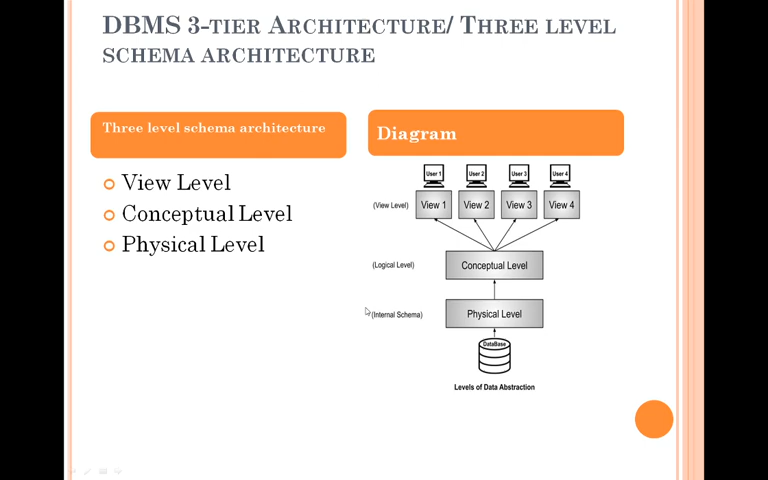 DBMS 3-TIER ARCHITECTURE/ THREE LEVEL
SCHEMA ARCHITECTURE
Three level schema architecture
View Level
Conceptual Level
Physical Level
Diagram
User 1 User 2 User 3 User 4
(View Level) View 1 View 2 View 3 View 4
(Logical Level) Conceptual Level
(Internal Schema) Physical Level
DataBase
Levels of Data Abstraction